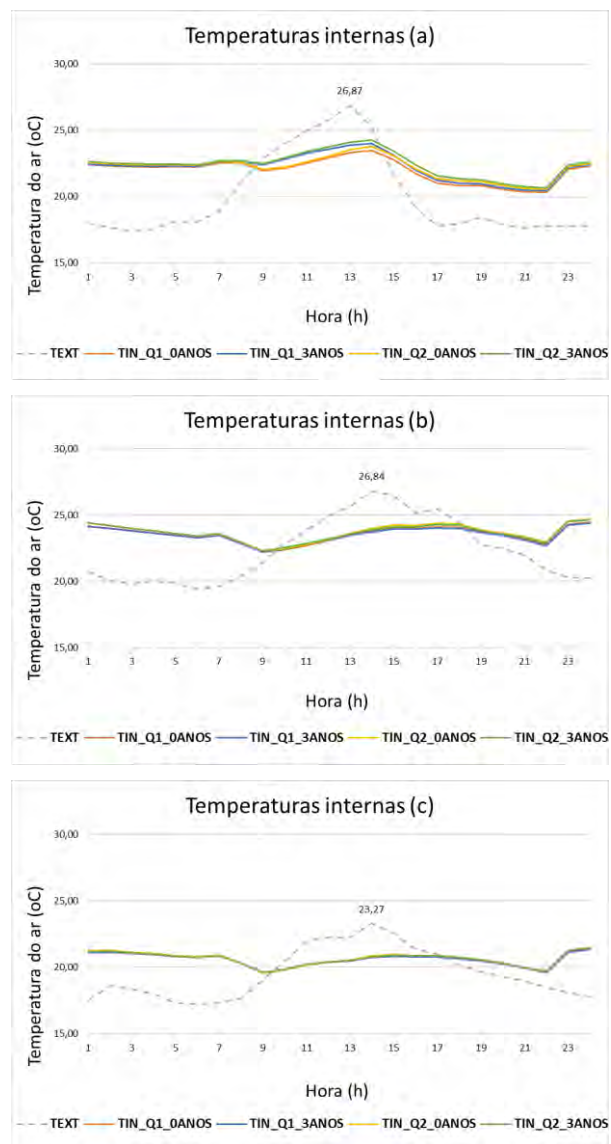 Temperaturas internas (a)
30,00
26,87
25,00
20,00
15,00
Temperatura do ar (oC)
1 3 5 7 9 11 13 15 17 19 21 23
Hora (h)
TEXT TIN_Q1_0ANOS TIN_Q1_3ANOS TIN_Q2_0ANOS TIN_Q2_3ANOS
Temperaturas internas (b)
30,00
26,84
25,00
20,00
15,00
Temperatura do ar (oC)
1 3 5 7 9 11 13 15 17 19 21 23
Hora (h)
TEXT TIN_Q1_0ANOS TIN_Q1_3ANOS TIN_Q2_0ANOS TIN_Q2_3ANOS
Temperaturas internas (c)
30,00
25,00
23,27
20,00
15,00
Temperatura do ar (oC)
1 3 5 7 9 11 13 15 17 19 21 23
Hora (h)
TEXT TIN_Q1_0ANOS TIN_Q1_3ANOS TIN_Q2_0ANOS TIN_Q2_3ANOS